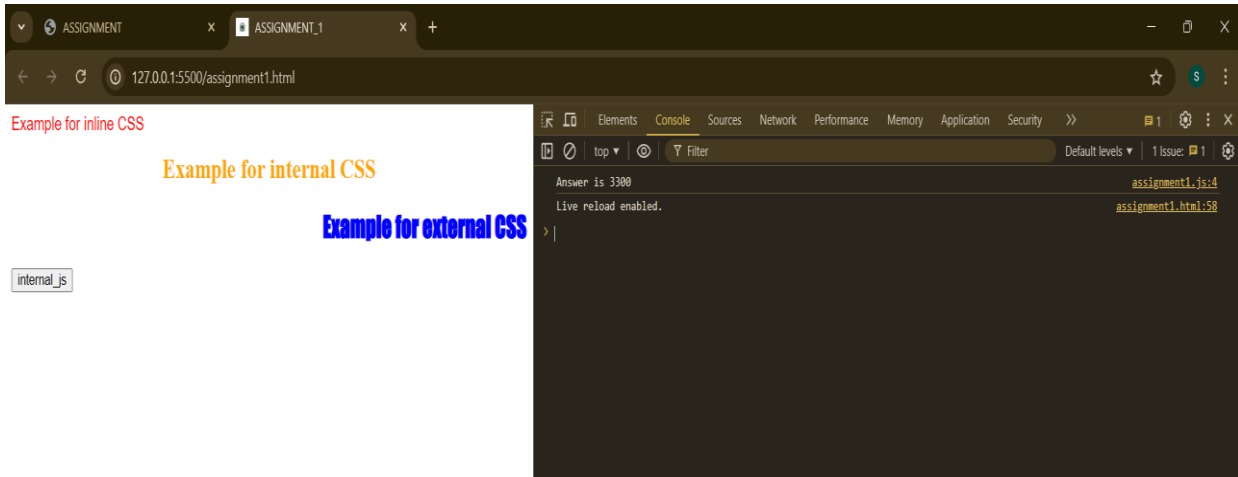 ASSIGNMENT x ASSIGNMENT_1 x +
127.0.0.1:5500/assignment1.html S
Example for inline CSS
Example for internal CSS
Example for external CSS
internal_js
Elements Console Sources Network Performance Memory Application Security 1
top Filter Default levels 1 Issue: 1
Answer is 3300 assignment1.js:4
Live reload enabled. assignment1.html:58